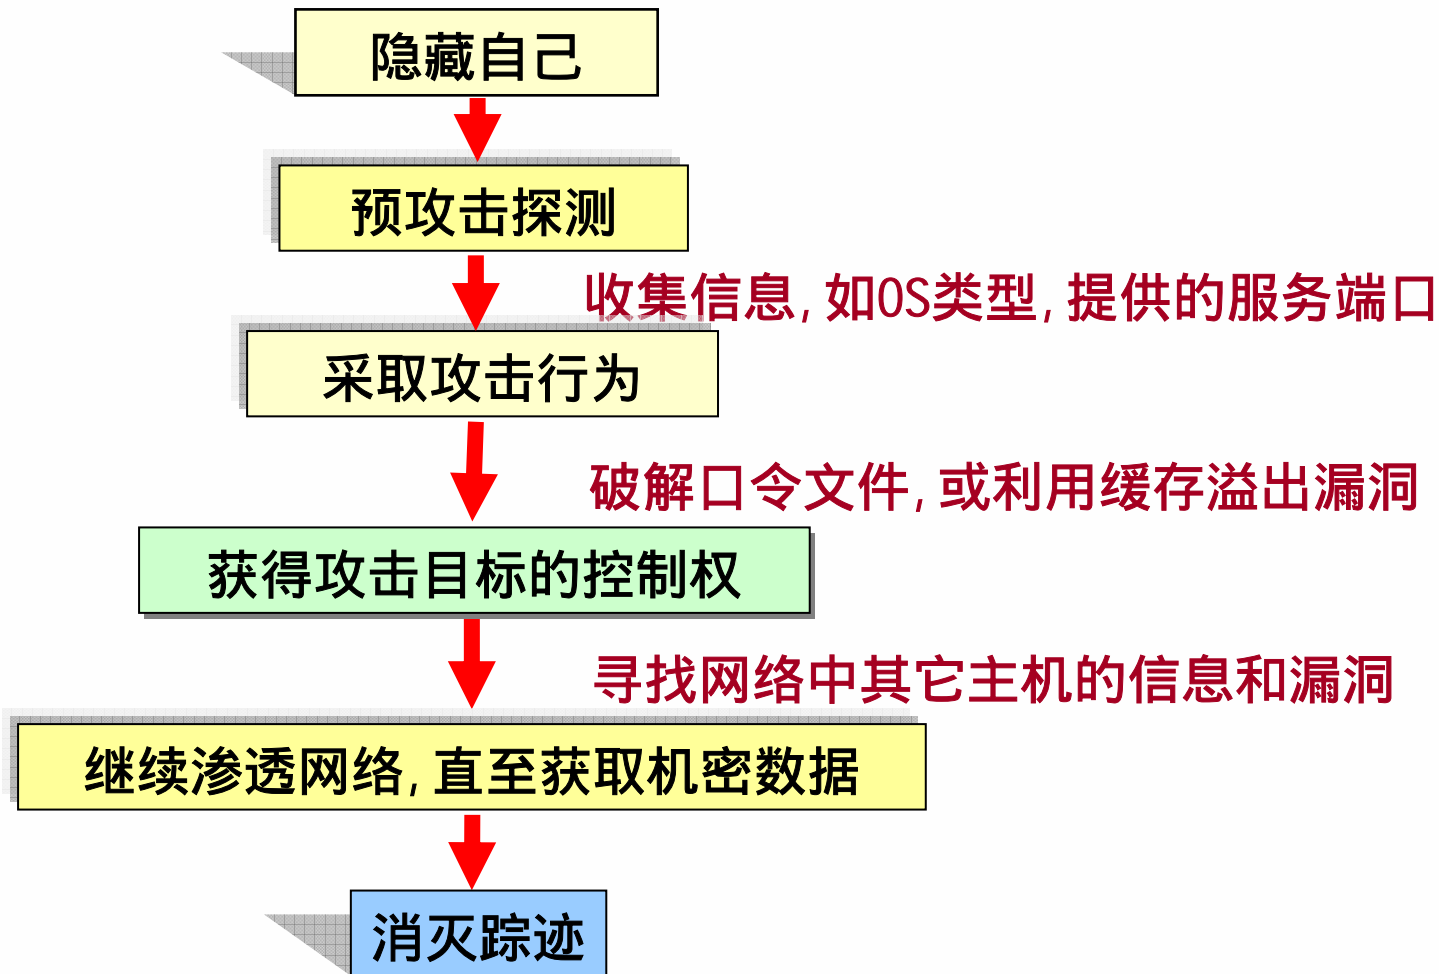 隐藏自己
预攻击探测
收集信息,如OS类型,提供的服务端口
采取攻击行为
破解口令文件,或利用缓存溢出漏洞
获得攻击目标的控制权
寻找网络中其它主机的信息和漏洞
继续渗透网络,直至获取机密数据
消灭踪迹